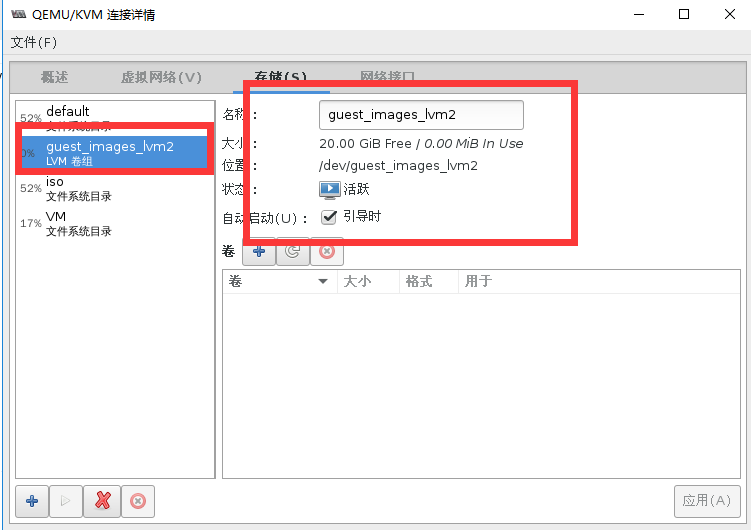 QEMU/KVM 连接详情
文件(F)
概述 虚拟网络(V) 存储(S) 网络接口
52% default
文件系统目录
0% guest_images_lvm2
LVM 卷组
52% iso
文件系统目录
17% VM
文件系统目录
名称: guest_images_lvm2
大小: 20.00 GiB Free / 0.00 MiB In Use
位置: /dev/guest_images_lvm2
状态: 活跃
自动启动(U): 引导时
卷
卷 大小 格式 用于
应用(A)